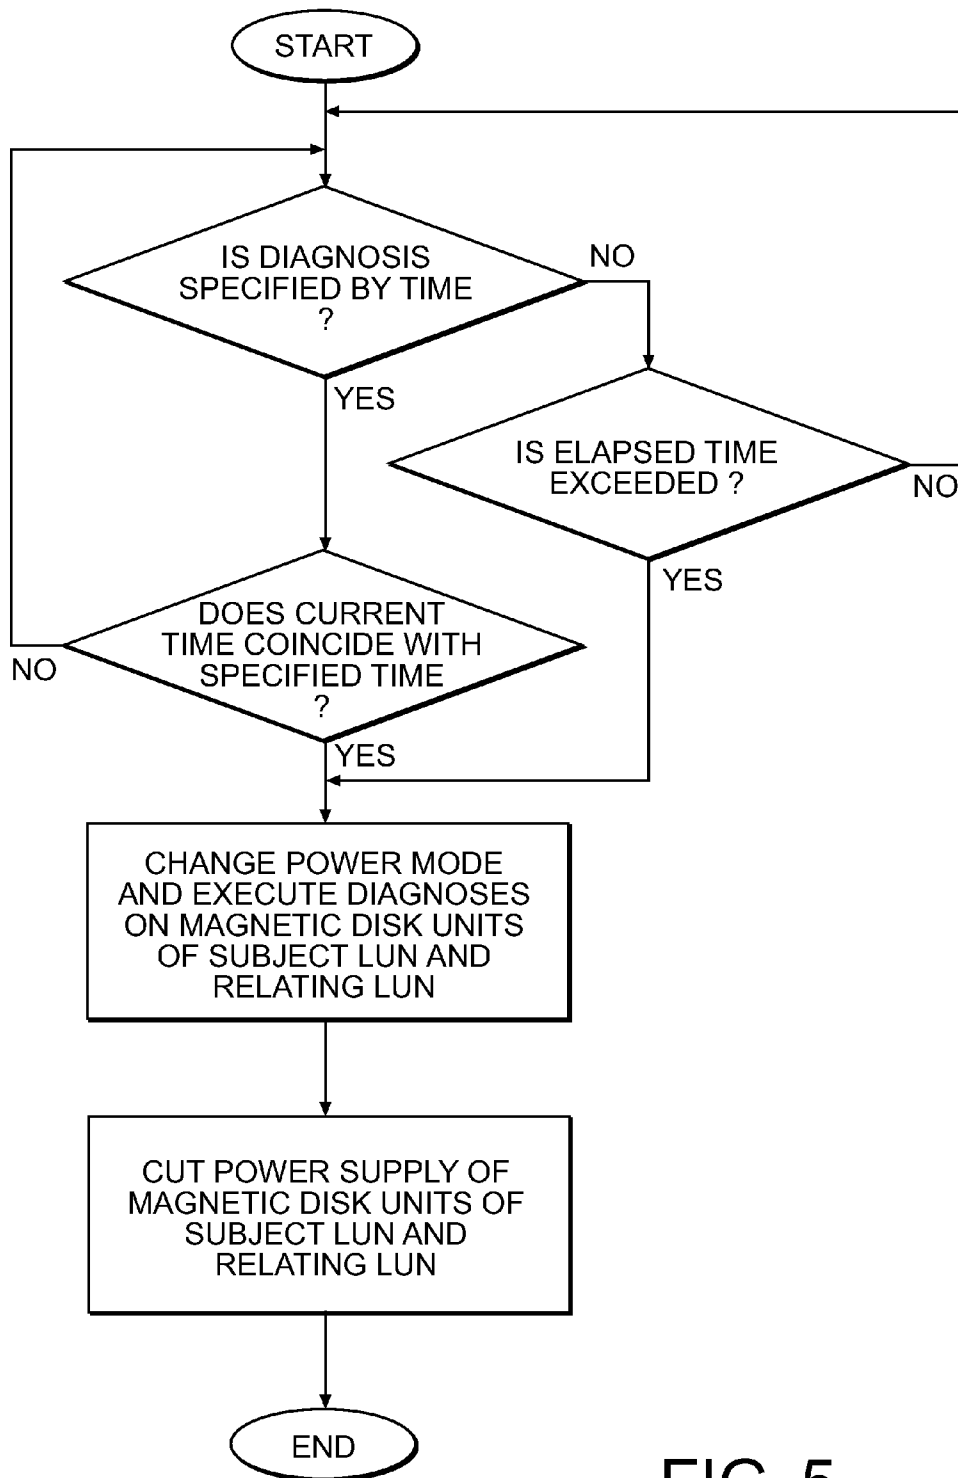 START
IS DIAGNOSIS
SPECIFIED BY TIME
?
NO
YES
IS ELAPSED TIME
EXCEEDED ?
NO
YES
DOES CURRENT
TIME COINCIDE WITH
SPECIFIED TIME
?
NO
YES
CHANGE POWER MODE
AND EXECUTE DIAGNOSES
ON MAGNETIC DISK UNITS
OF SUBJECT LUN AND
RELATING LUN
CUT POWER SUPPLY OF
MAGNETIC DISK UNITS OF
SUBJECT LUN AND
RELATING LUN
END
FIG. 5